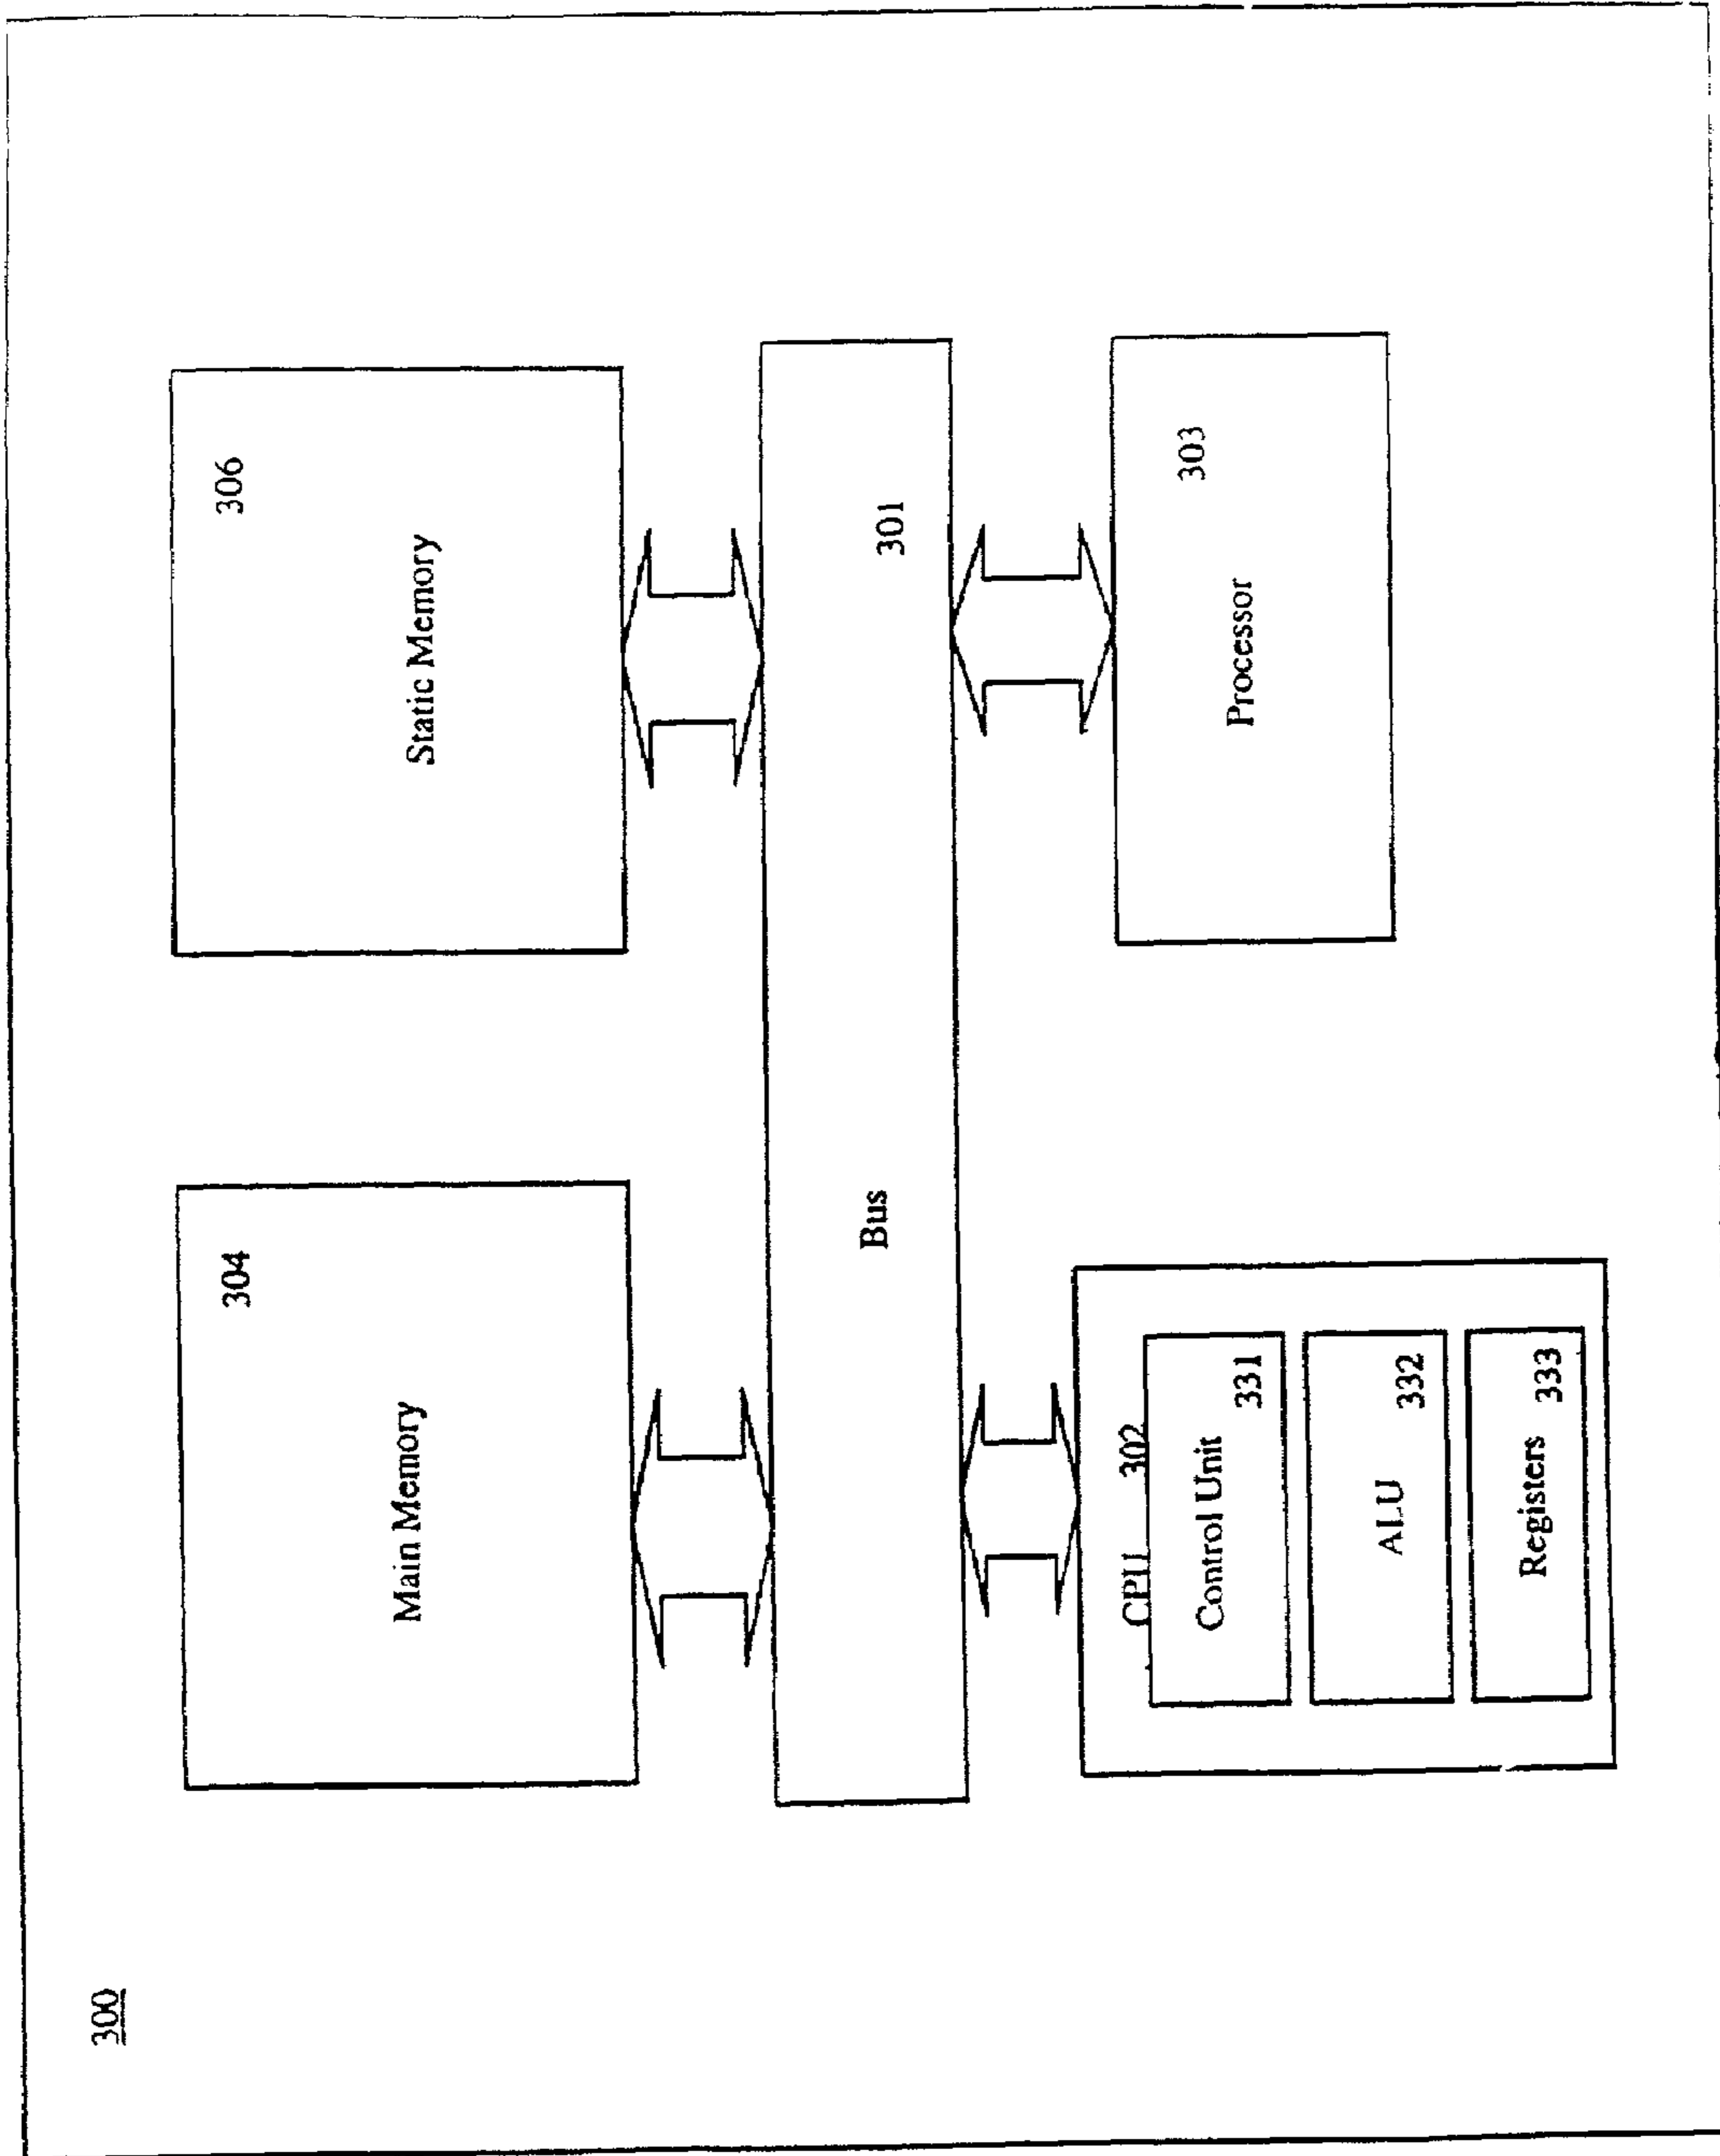 300
304
Main Memory
306
Static Memory
Bus
301
CPU 302
Control Unit
331
ALU
332
Registers
333
303
Processor